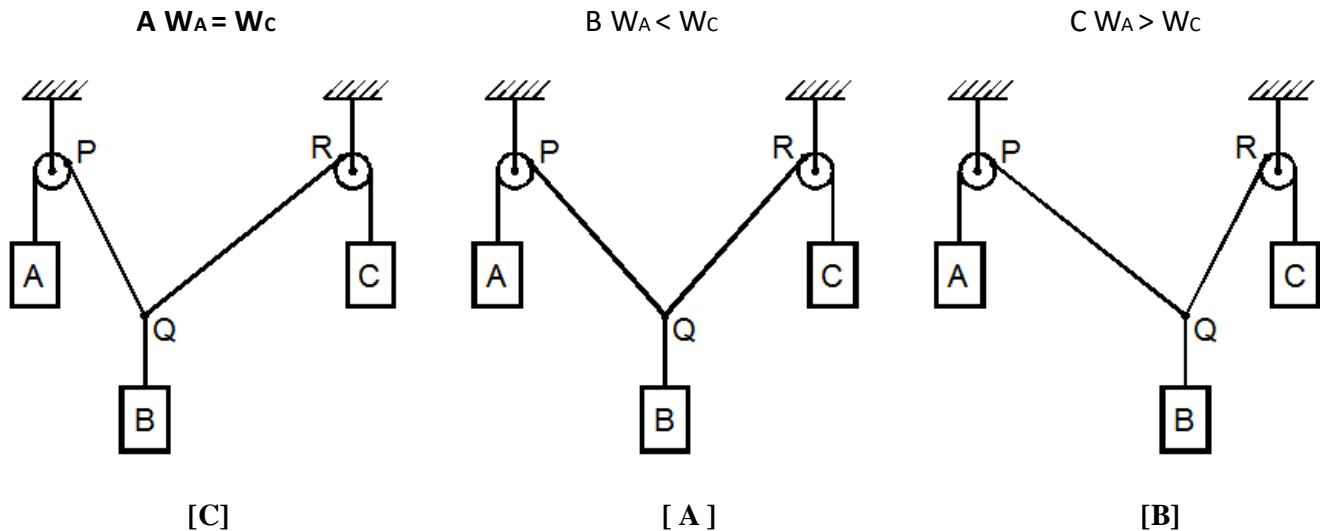 A WA = WC B WA < WC C WA > WC
P R P R P R
A C A C A C
Q Q Q
B B B
[C] [ A ] [B]